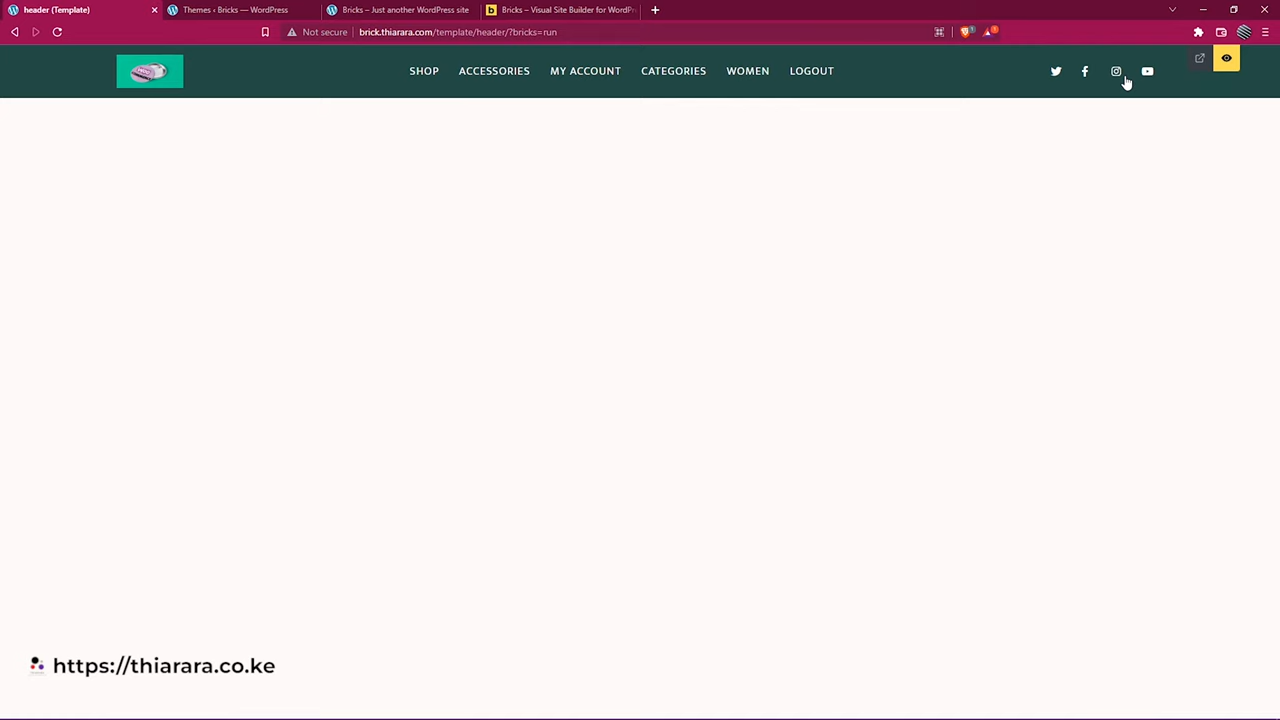 header (Template)
Themes ‹ Bricks — WordPress
Bricks – Just another WordPress site
Bricks – Visual Site Builder for WordPr
Not secure
brick.thiarara.com/template/header/?bricks=run
SHOP ACCESSORIES MY ACCOUNT CATEGORIES WOMEN LOGOUT
https://thiarara.co.ke